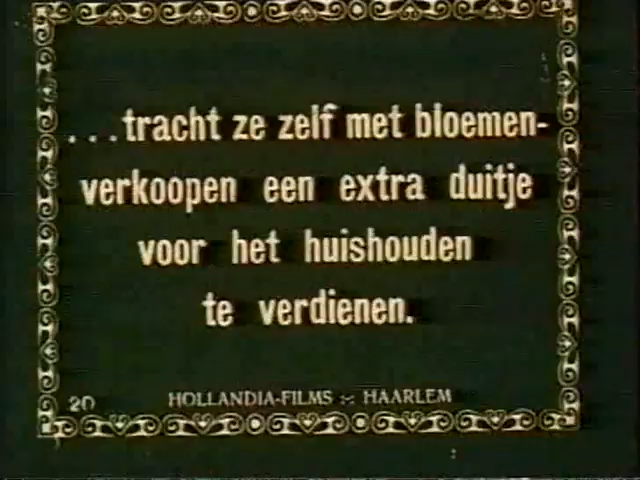 ...tracht ze zelf met bloemen-
verkoopen een extra duitje
voor het huishouden
te verdienen.
20 HOLLANDIA-FILMS :-: HAARLEM